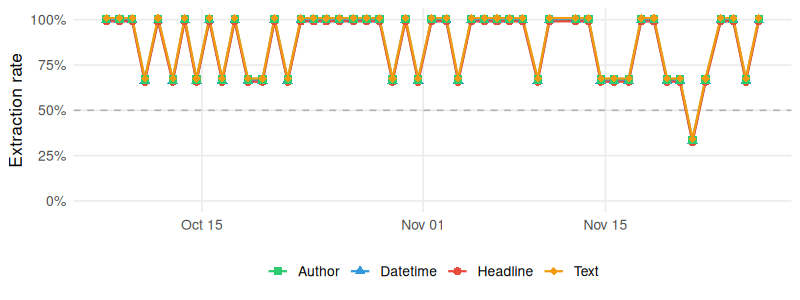 100%
75%
50%
25%
0%
Extraction rate
Oct 15 Nov 01 Nov 15
Author Datetime Headline Text